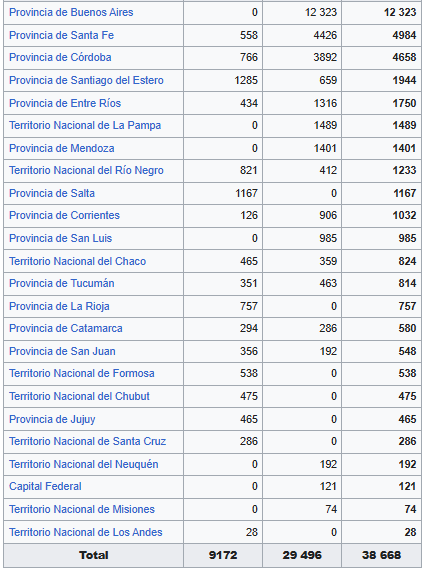 Provincia de Buenos Aires 0 12 323 12 323
Provincia de Santa Fe 558 4426 4984
Provincia de Córdoba 766 3892 4658
Provincia de Santiago del Estero 1285 659 1944
Provincia de Entre Ríos 434 1316 1750
Territorio Nacional de La Pampa 0 1489 1489
Provincia de Mendoza 0 1401 1401
Territorio Nacional del Río Negro 821 412 1233
Provincia de Salta 1167 0 1167
Provincia de Corrientes 126 906 1032
Provincia de San Luis 0 985 985
Territorio Nacional del Chaco 465 359 824
Provincia de Tucumán 351 463 814
Provincia de La Rioja 757 0 757
Provincia de Catamarca 294 286 580
Provincia de San Juan 356 192 548
Territorio Nacional de Formosa 538 0 538
Territorio Nacional del Chubut 475 0 475
Provincia de Jujuy 465 0 465
Territorio Nacional de Santa Cruz 286 0 286
Territorio Nacional del Neuquén 0 192 192
Capital Federal 0 121 121
Territorio Nacional de Misiones 0 74 74
Territorio Nacional de Los Andes 28 0 28
Total 9172 29 496 38 668